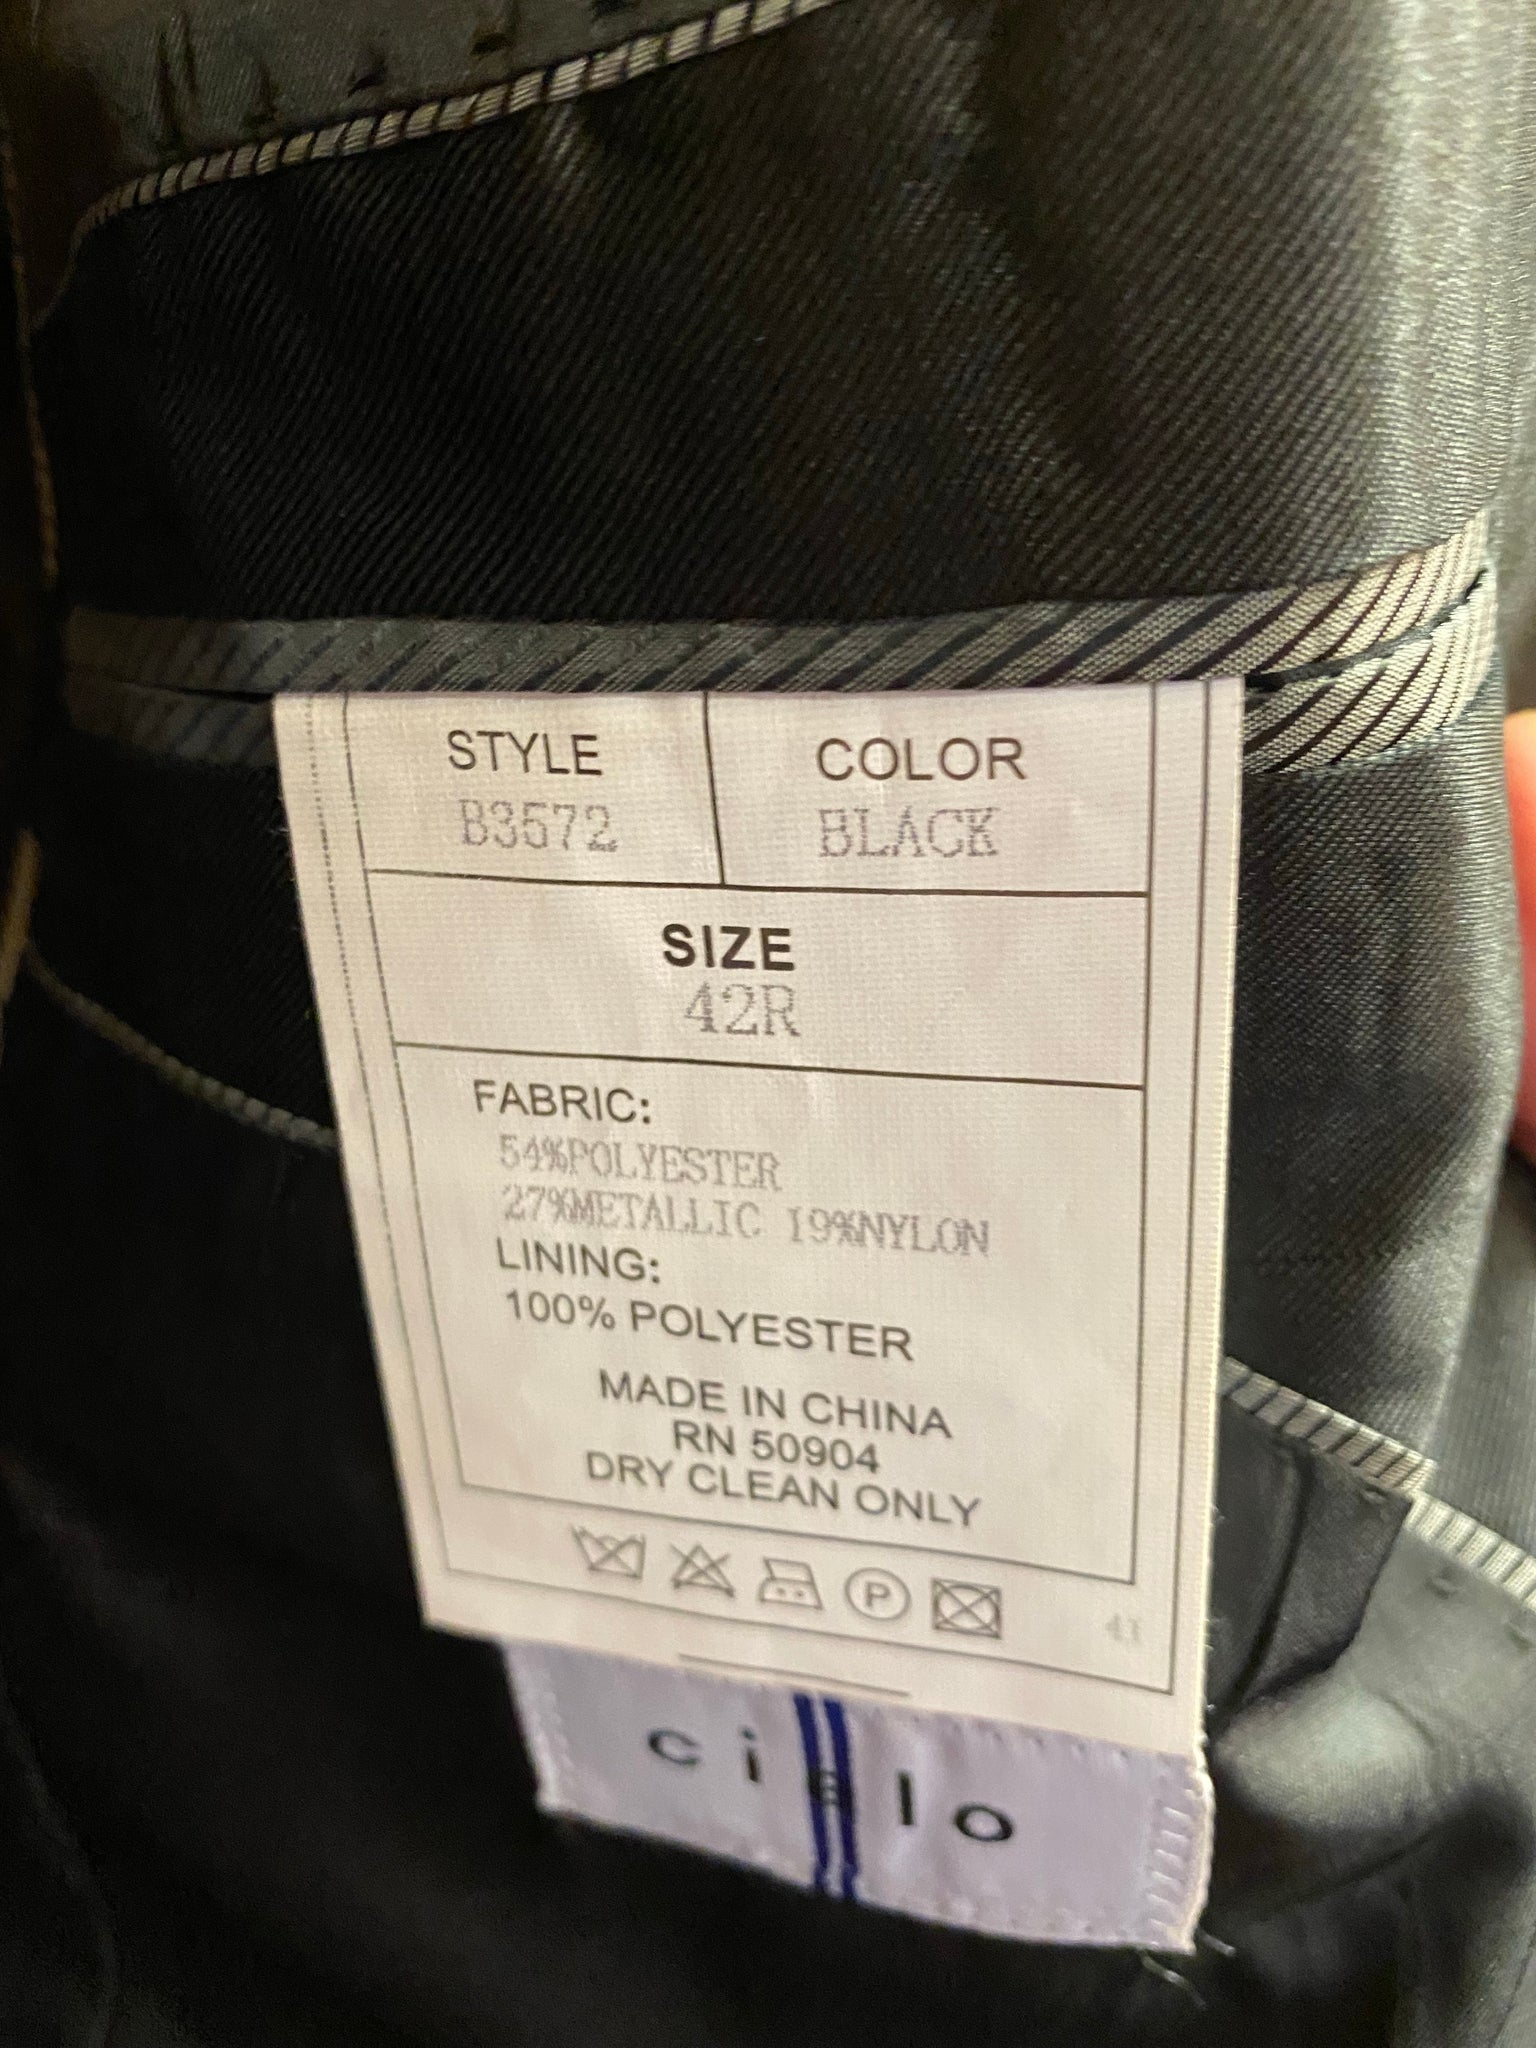 STYLE COLOR
B3572 BLACK
SIZE
42R
FABRIC:
54%POLYESTER
27%METALLIC 19%NYLON
LINING:
100% POLYESTER
MADE IN CHINA
RN 50904
DRY CLEAN ONLY
P
41
cielo